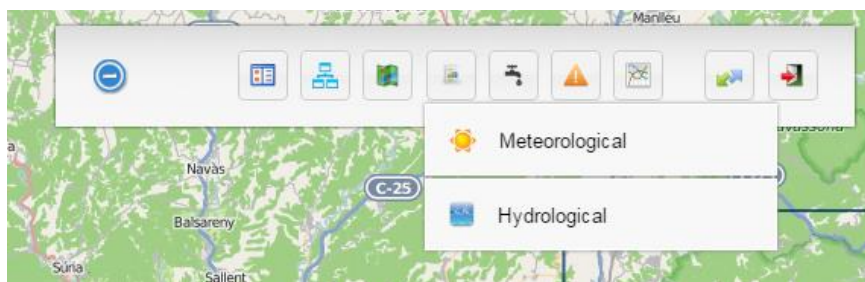 Manlleu
Meteorological
Navàs
C-25
Balsareny
Hydrological
Súria
Sallent